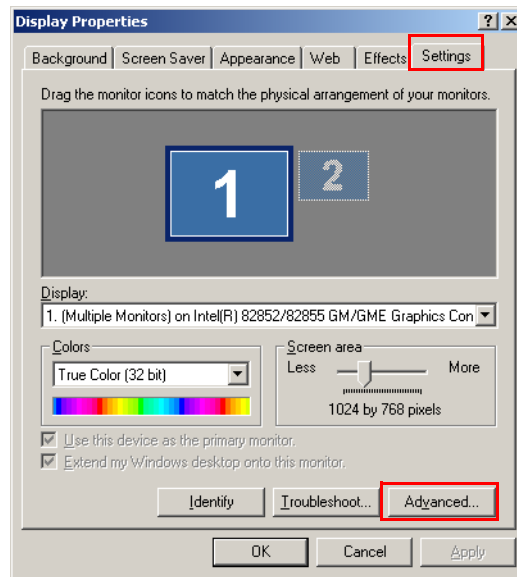 Display Properties
Background Screen Saver Appearance Web Effects Settings
Drag the monitor icons to match the physical arrangement of your monitors.
1 2
Display:
1. (Multiple Monitors) on Intel(R) 82852/82855 GM/GME Graphics Con
Colors Screen area
True Color (32 bit) Less More
1024 by 768 pixels
Use this device as the primary monitor.
Extend my Windows desktop onto this monitor.
Identify Troubleshoot... Advanced...
OK Cancel Apply